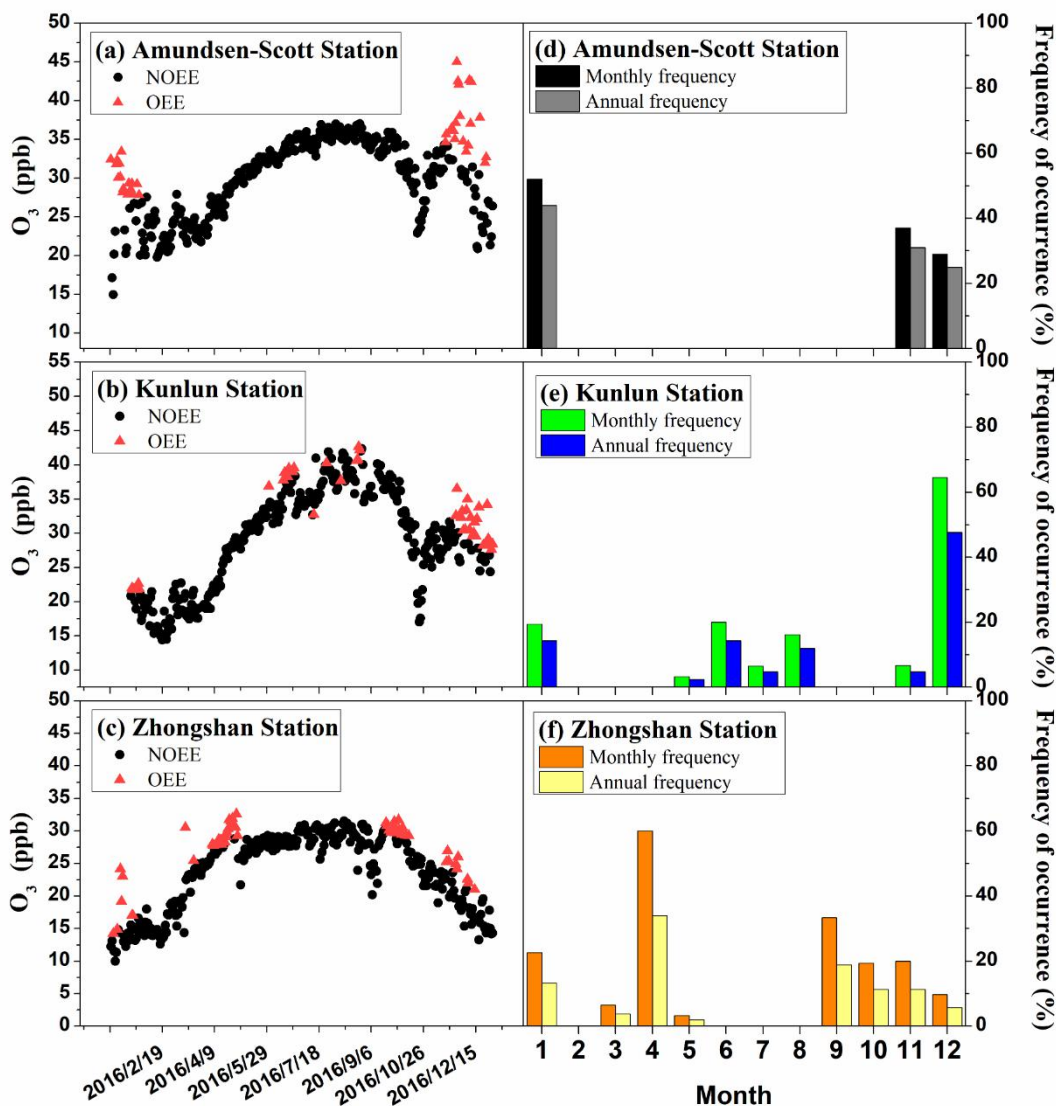 50
45
40
35
30
25
20
15
10
O3 (ppb)
(a) Amundsen-Scott Station
NOEE
OEE
(d) Amundsen-Scott Station
Monthly frequency
Annual frequency
100
80
60
40
20
0
Frequency of occurrence (%)
55
50
45
40
35
30
25
20
15
10
O3 (ppb)
(b) Kunlun Station
NOEE
OEE
(e) Kunlun Station
Monthly frequency
Annual frequency
100
80
60
40
20
0
Frequency of occurrence (%)
50
45
40
35
30
25
20
15
10
5
0
O3 (ppb)
(c) Zhongshan Station
NOEE
OEE
(f) Zhongshan Station
Monthly frequency
Annual frequency
100
80
60
40
20
0
Frequency of occurrence (%)
2016/2/19
2016/4/9
2016/5/29
2016/7/18
2016/9/6
2016/10/26
2016/12/15
1 2 3 4 5 6 7 8 9 10 11 12
Month